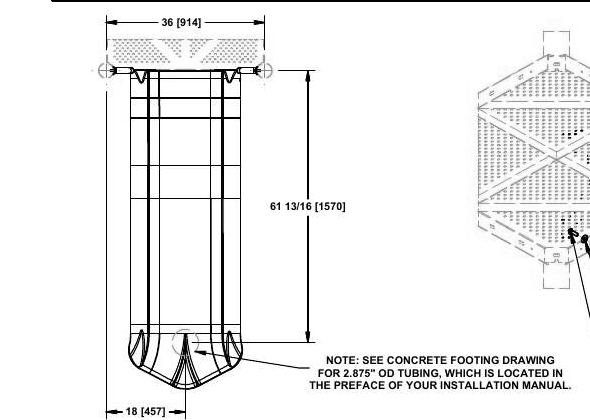 36 [914]
61 13/16 [1570]
NOTE: SEE CONCRETE FOOTING DRAWING
FOR 2.875" OD TUBING, WHICH IS LOCATED IN
THE PREFACE OF YOUR INSTALLATION MANUAL.
18 [457]